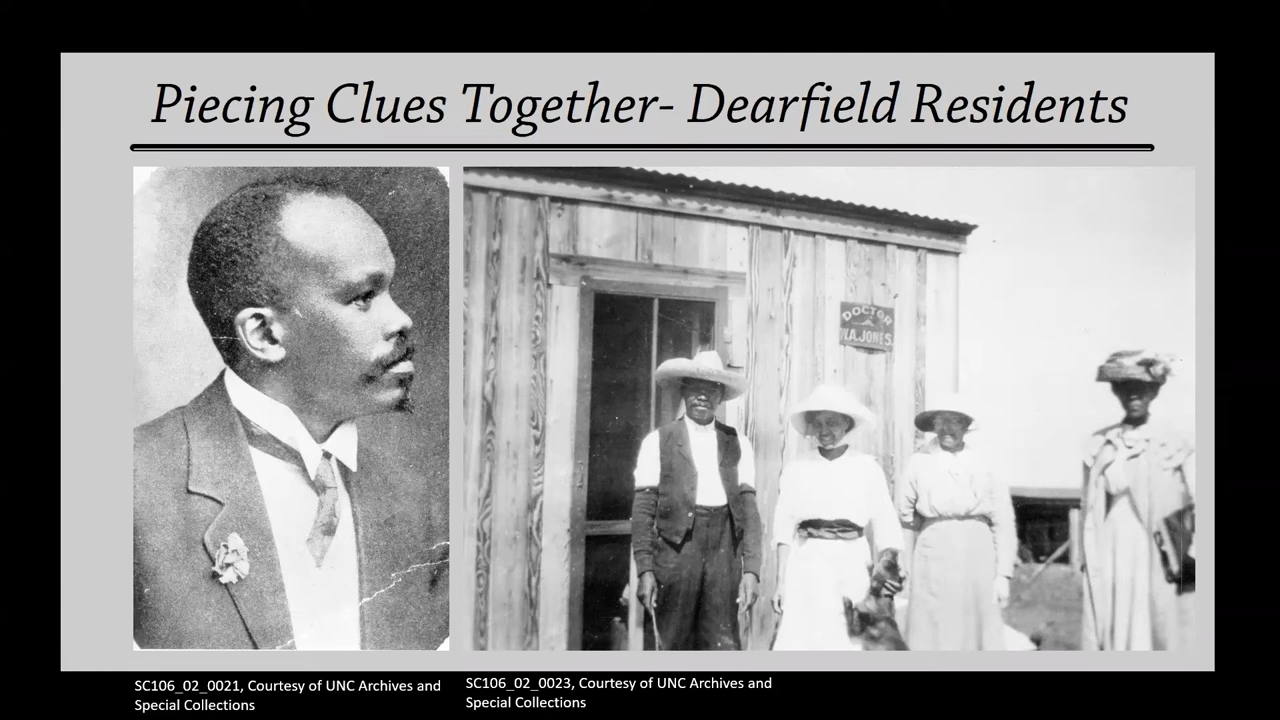 Piecing Clues Together- Dearfield Residents
DOCTOR
W.A.JONES.
SC106_02_0021, Courtesy of UNC Archives and
Special Collections
SC106_02_0023, Courtesy of UNC Archives and
Special Collections